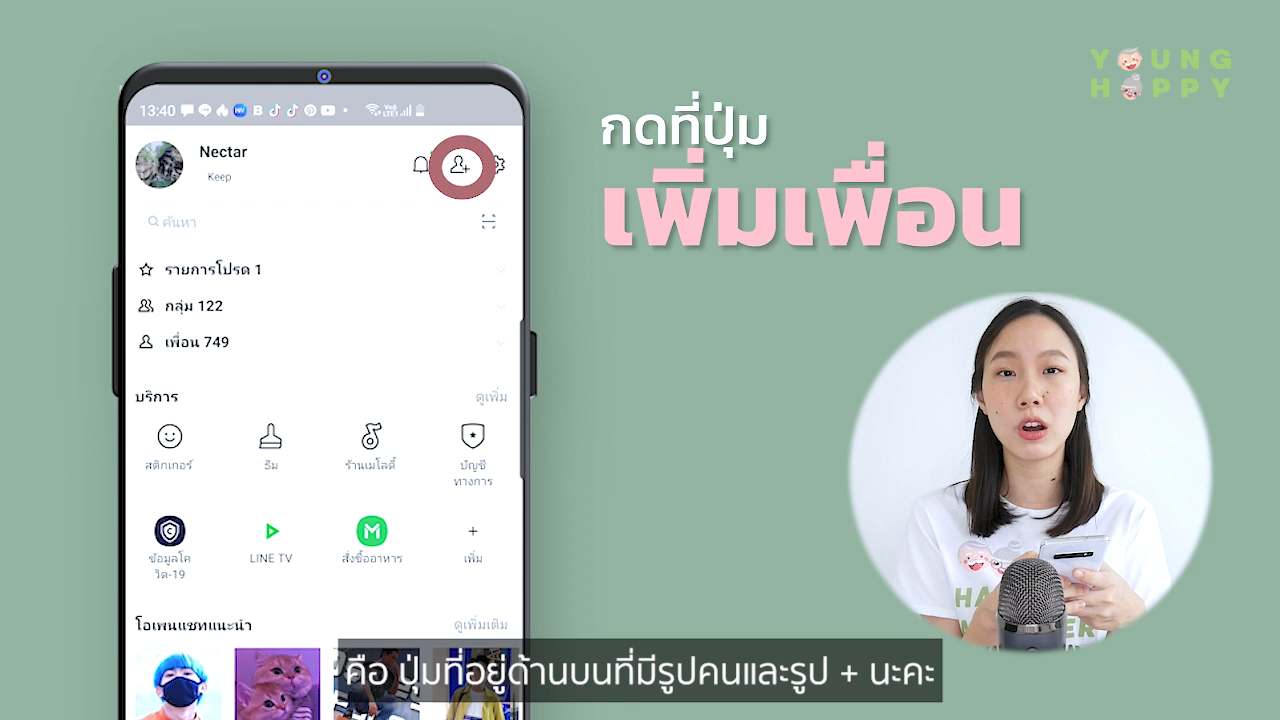 YOUNG
HAPPY
13:40
Nectar
Keep
ค้นหา
รายการโปรด 1
กลุ่ม 122
เพื่อน 749
บริการ
ดูเพิ่ม
สติกเกอร์
ธีม
ร้านเมโลดี้
บัญชี
ทางการ
ข้อมูลโค
วิด-19
LINE TV
สั่งซื้ออาหาร
เพิ่ม
โอเพนแชทแนะนำ
ดูเพิ่มเติม
กดที่ปุ่ม
เพิ่มเพื่อน
คือ ปุ่มที่อยู่ด้านบนที่มีรูปคนและรูป + นะคะ